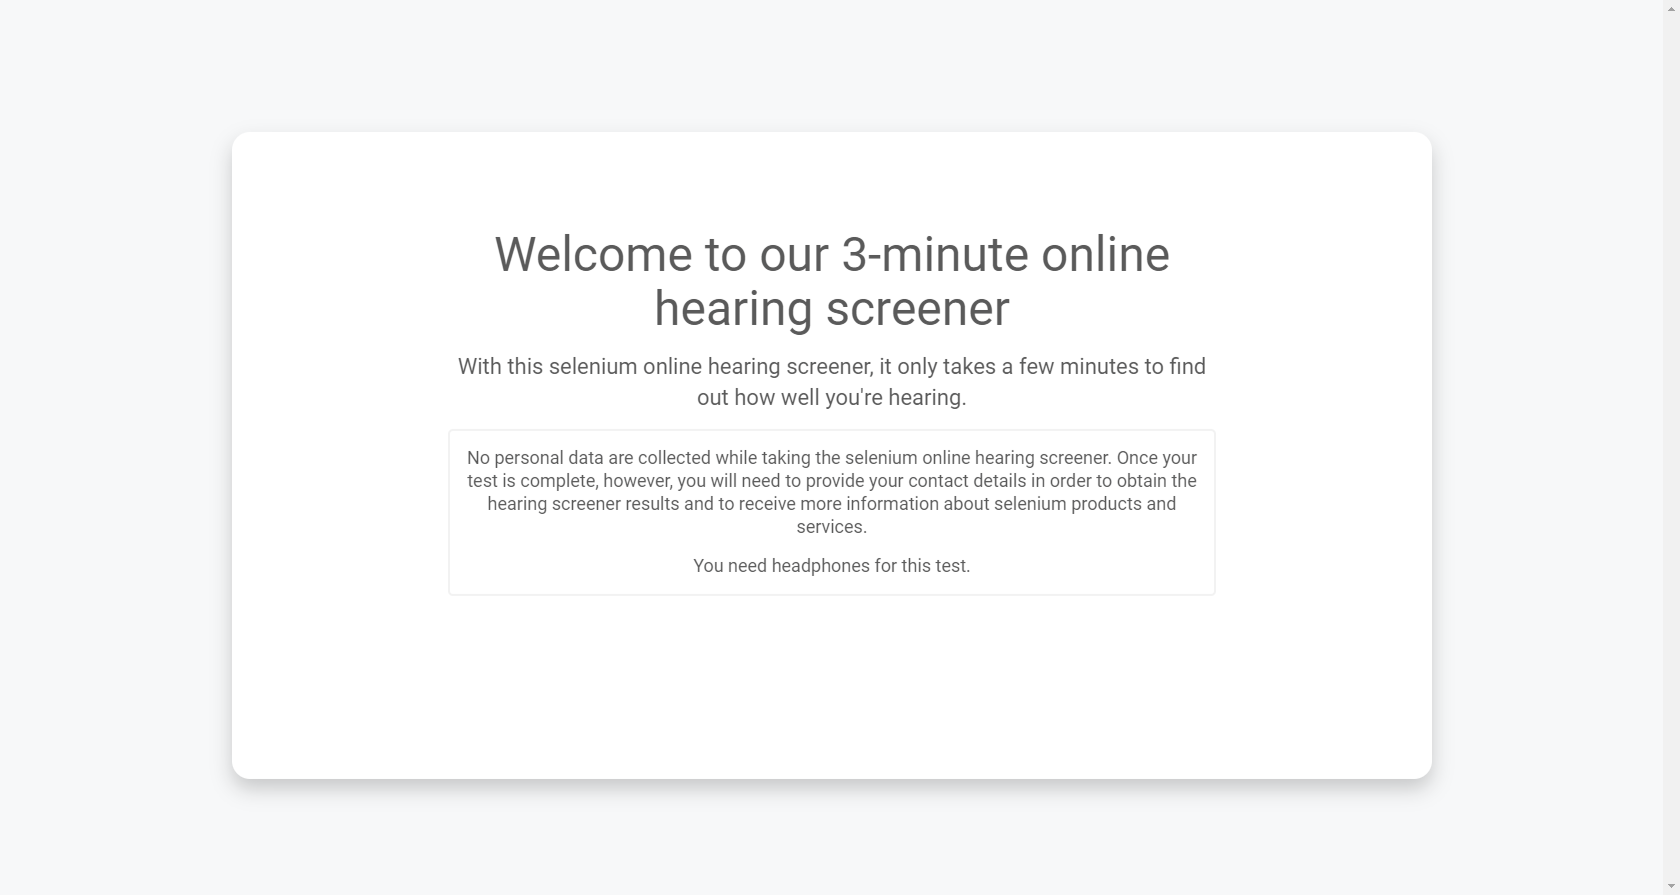 Welcome to our 3-minute online
hearing screener
With this selenium online hearing screener, it only takes a few minutes to find
out how well you're hearing.
No personal data are collected while taking the selenium online hearing screener. Once your
test is complete, however, you will need to provide your contact details in order to obtain the
hearing screener results and to receive more information about selenium products and
services.
You need headphones for this test.